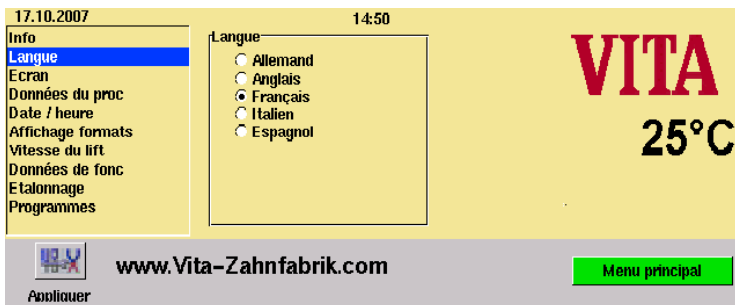 17.10.2007
14:50
Info
Langue
Ecran
Données du proc
Date / heure
Affichage formats
Vitesse du lift
Données de fonc
Etalonnage
Programmes
Langue
Allemand
Anglais
Français
Italien
Espagnol
VITA
25°C
Appliquer
www.Vita-Zahnfabrik.com
Menu principal